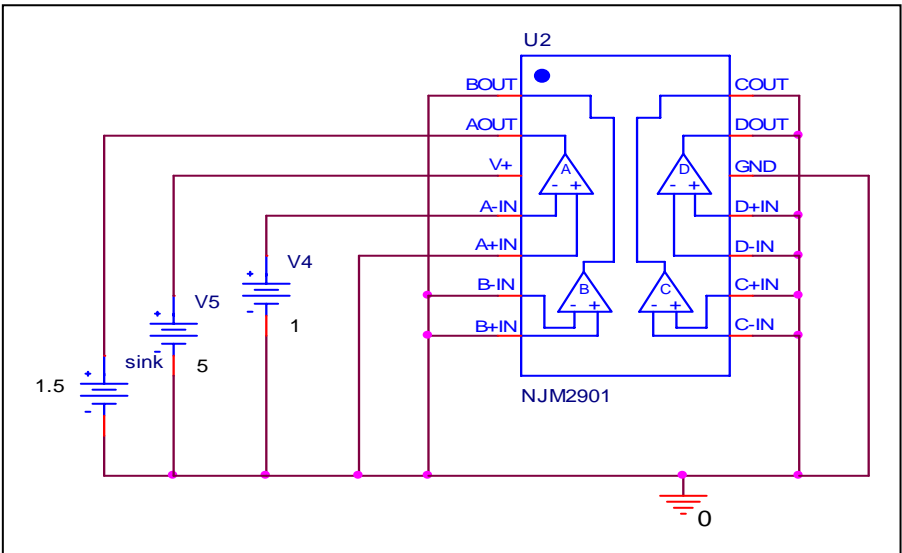 U2
BOUT
COUT
AOUT
DOUT
A
D
- +
- +
V+
GND
A-IN
D+IN
A+IN
D-IN
V4
+
-
1
B
C
- +
- +
B-IN
C+IN
V5
+
-
5
B+IN
C-IN
sink
+
-
1.5
NJM2901
0